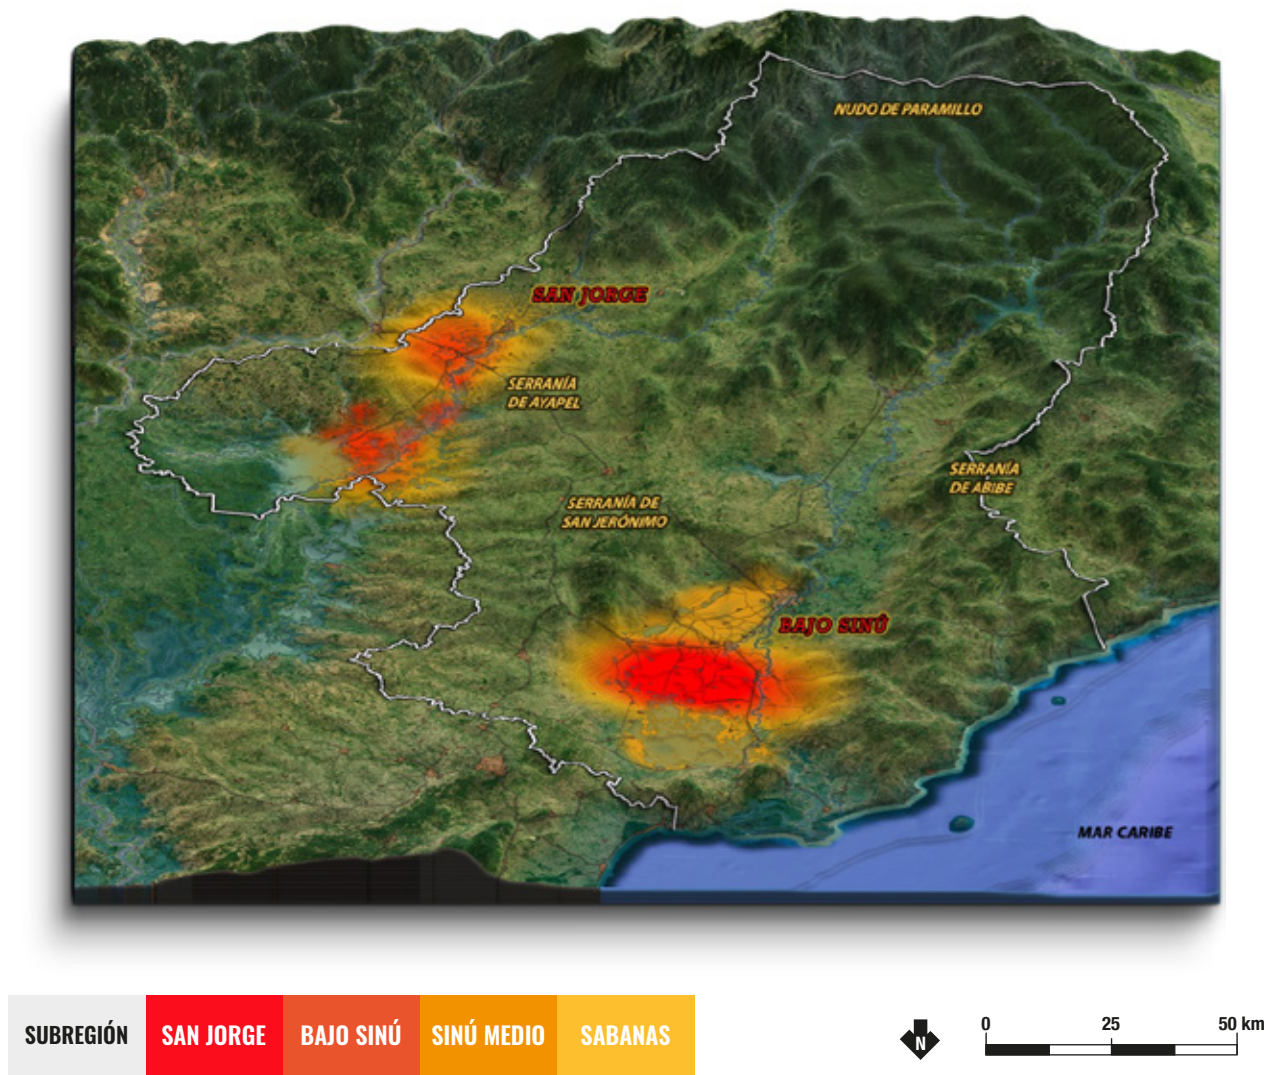 NUDO DE PARAMILLO
SAN JORGE
SERRANÍA
DE AYAPEL
SERRANÍA
DE ABIBE
SERRANÍA DE
SAN JERÓNIMO
BAJO SINÚ
MAR CARIBE
SUBREGIÓN
SAN JORGE
BAJO SINÚ
SINÚ MEDIO
SABANAS
N
0
25
50 km